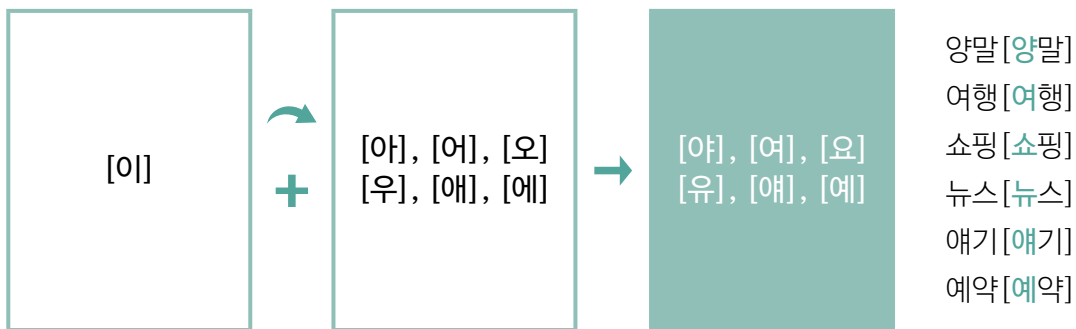 [이]
+
[아], [어], [오]
[우], [애], [에]
[야], [여], [요]
[유], [얘], [예]
양말[양말]
여행[여행]
쇼핑[쇼핑]
뉴스[뉴스]
얘기[얘기]
예약[예약]